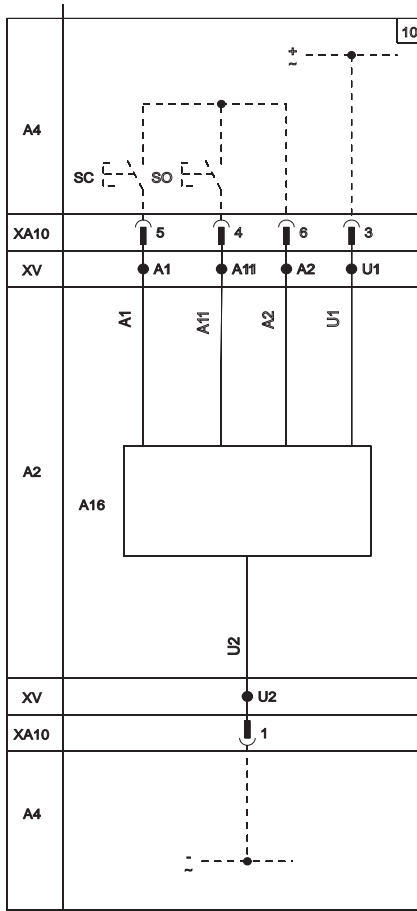 10
+
~
A4
SC SO
XA10 5 4 6 3
XV A1 A11 A2 U1
A1 A11 A2 U1
A2
A16
U2
XV U2
XA10 1
A4
-
~